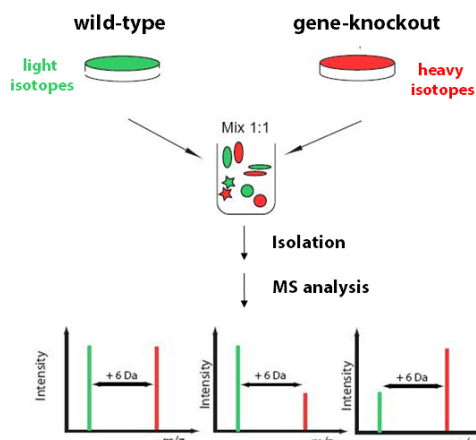 wild-type
gene-knockout
light
isotopes
heavy
isotopes
Mix 1:1
Isolation
MS analysis
Intensity
+ 6 Da
Intensity
+ 6 Da
Intensity
+ 6 Da